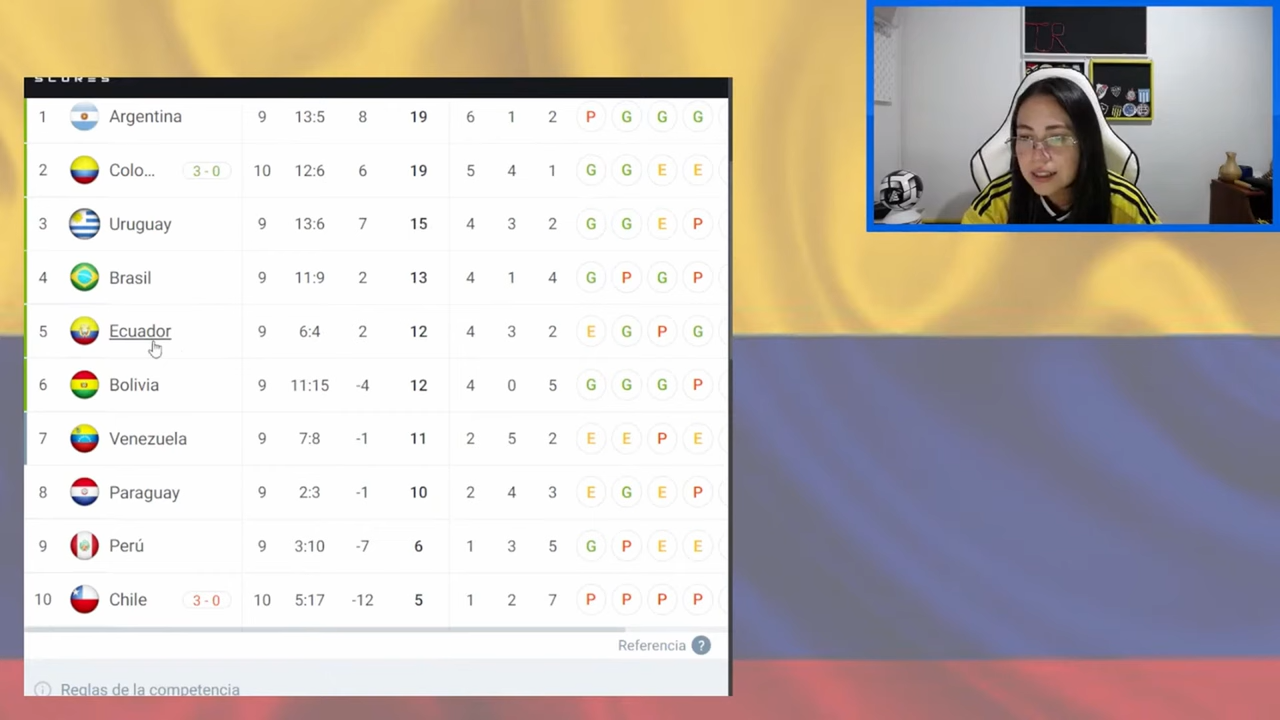 SCORES
1 Argentina 9 13:5 8 19 6 1 2 P G G G
2 Colo... 3 - 0 10 12:6 6 19 5 4 1 G G E E
3 Uruguay 9 13:6 7 15 4 3 2 G G E P
4 Brasil 9 11:9 2 13 4 1 4 G P G P
5 Ecuador 9 6:4 2 12 4 3 2 E G P G
6 Bolivia 9 11:15 -4 12 4 0 5 G G G P
7 Venezuela 9 7:8 -1 11 2 5 2 E E P E
8 Paraguay 9 2:3 -1 10 2 4 3 E G E P
9 Perú 9 3:10 -7 6 1 3 5 G P E E
10 Chile 3 - 0 10 5:17 -12 5 1 2 7 P P P P
Referencia ?
Reglas de la competencia